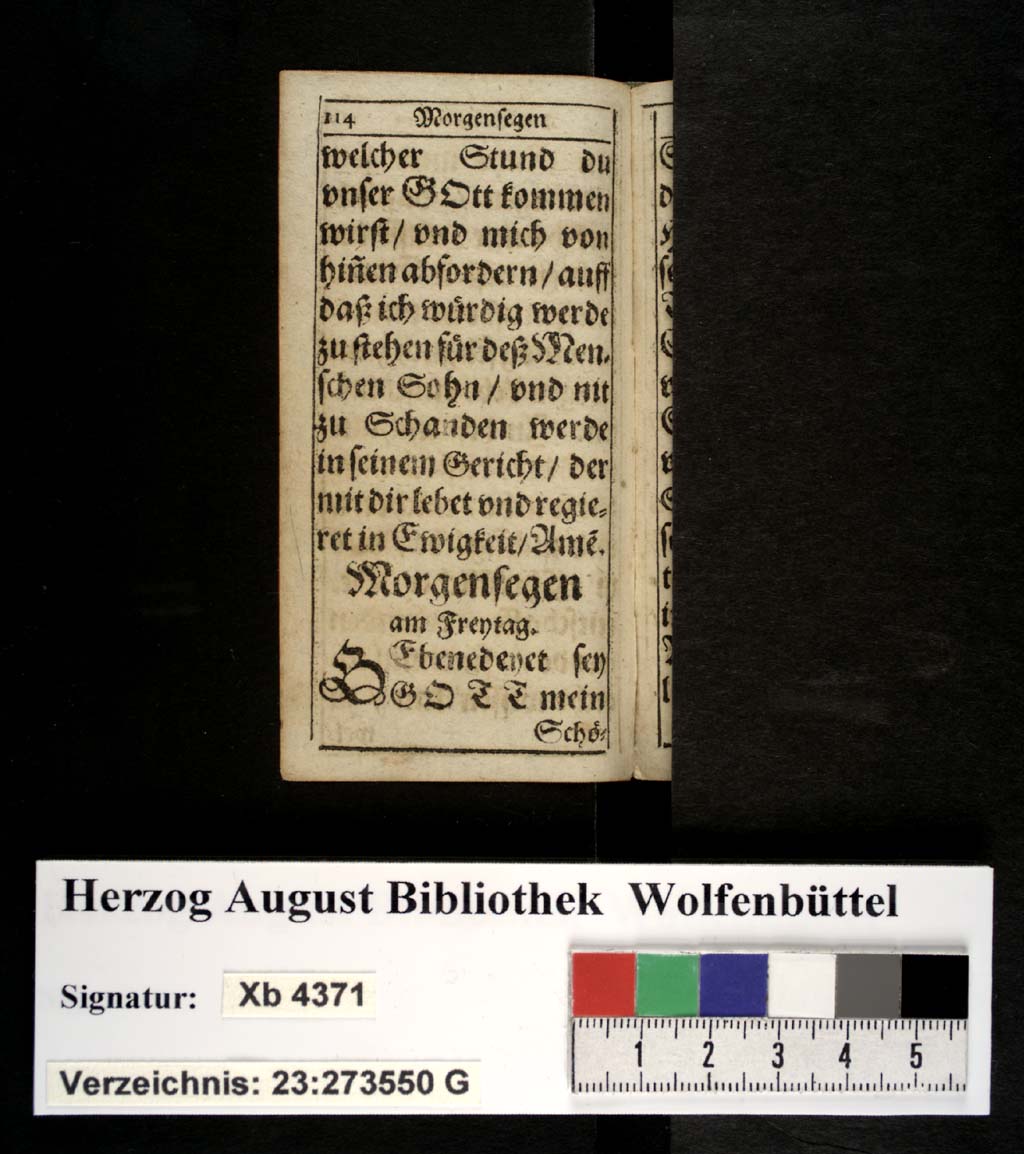 114 Morgensegen
welcher Stund du
vnser GOtt kommen
wirst/ vnd mich von
hiñen abfordern/ auff
daß ich würdig werde
zu stehen für deß Men-
schen Sohn/ vnd nit
zu Schanden werde
in seinem Gericht/ der
mit dir lebet vnd regie-
ret in Ewigkeit/ Amẽ.
Morgensegen
am Freytag.
GEbenedeyet sey
GOTT mein
Schö-
Herzog August Bibliothek Wolfenbüttel
Signatur: Xb 4371
Verzeichnis: 23:273550 G
1 2 3 4 5